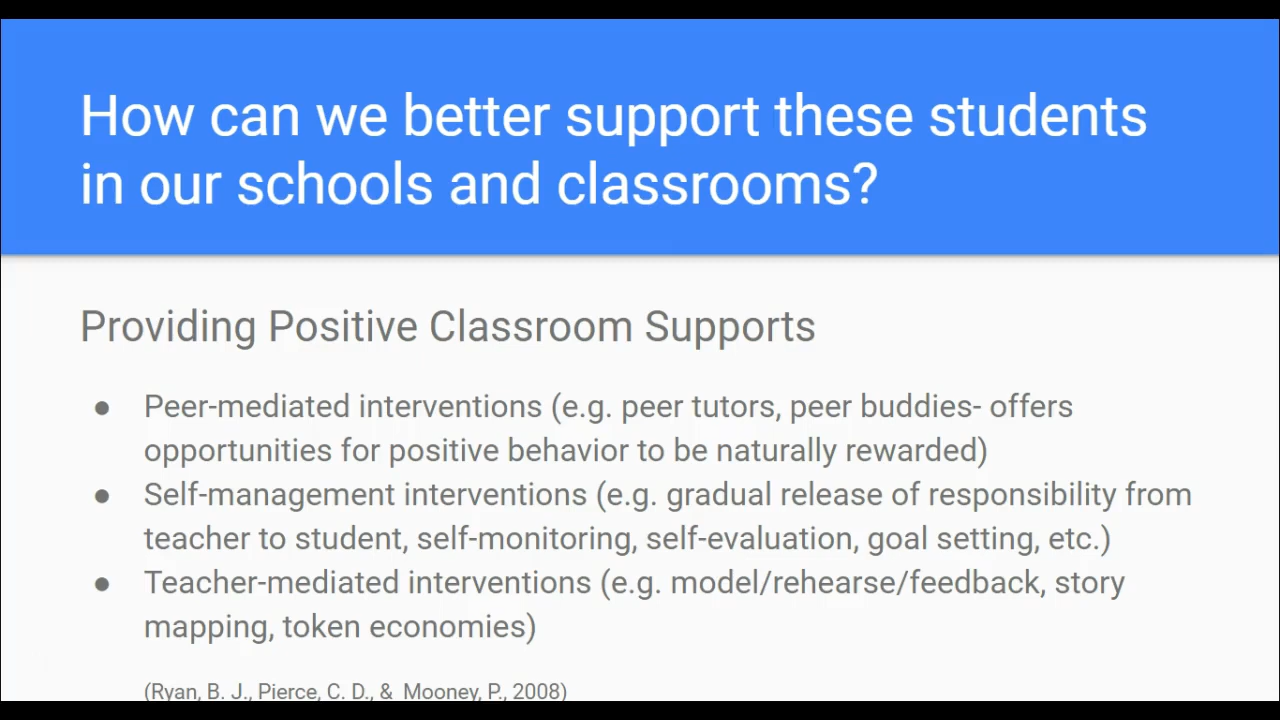 How can we better support these students
in our schools and classrooms?
Providing Positive Classroom Supports
● Peer-mediated interventions (e.g. peer tutors, peer buddies- offers
opportunities for positive behavior to be naturally rewarded)
● Self-management interventions (e.g. gradual release of responsibility from
teacher to student, self-monitoring, self-evaluation, goal setting, etc.)
● Teacher-mediated interventions (e.g. model/rehearse/feedback, story
mapping, token economies)
(Ryan, B. J., Pierce, C. D., & Mooney, P., 2008)